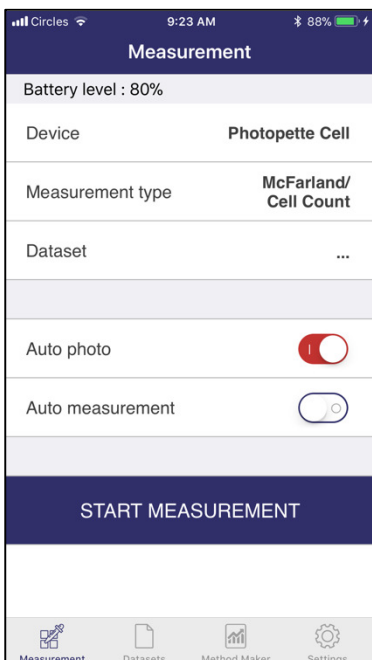 Circles 9:23 AM 88%
Measurement
Battery level : 80%
Device Photopette Cell
Measurement type McFarland/
Cell Count
Dataset ...
Auto photo
Auto measurement
START MEASUREMENT
Measurement Datasets Method Maker Settings